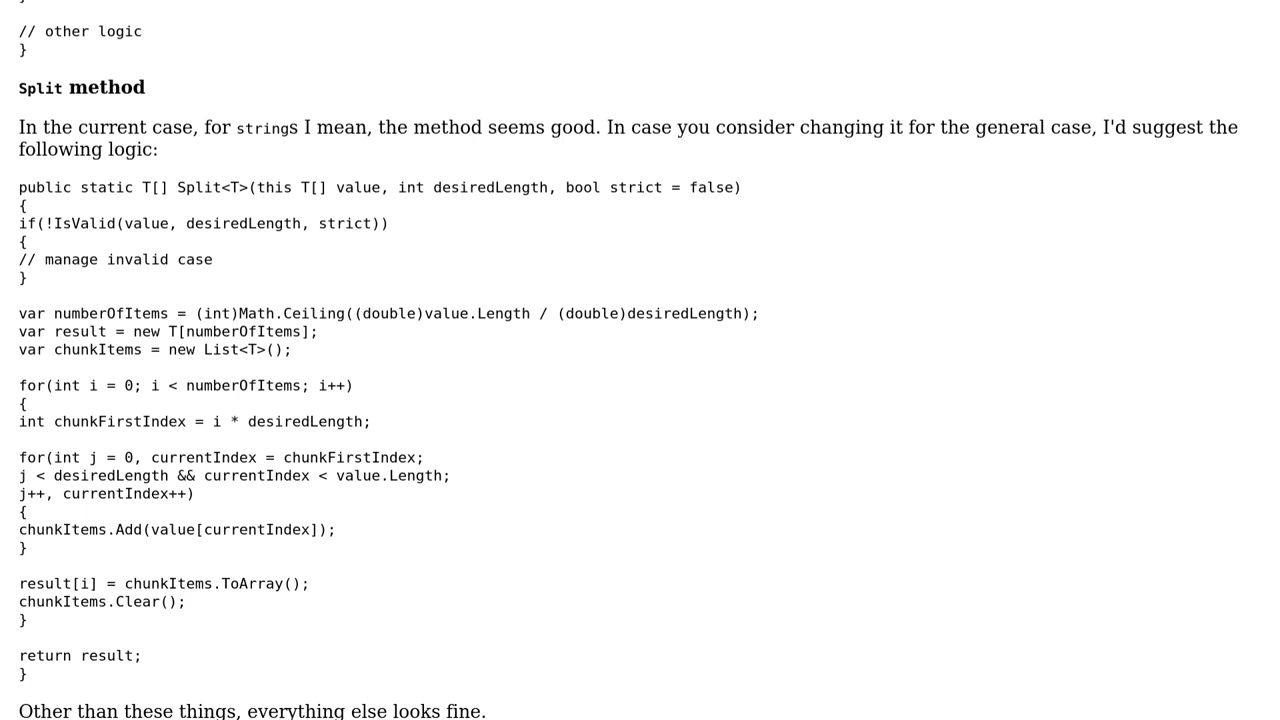 // other logic
}
Split method
In the current case, for strings I mean, the method seems good. In case you consider changing it for the general case, I'd suggest the
following logic:
public static T[] Split<T>(this T[] value, int desiredLength, bool strict = false)
{
if(!IsValid(value, desiredLength, strict))
{
// manage invalid case
}
var numberOfItems = (int)Math.Ceiling((double)value.Length / (double)desiredLength);
var result = new T[numberOfItems];
var chunkItems = new List<T>();
for(int i = 0; i < numberOfItems; i++)
{
int chunkFirstIndex = i * desiredLength;
for(int j = 0, currentIndex = chunkFirstIndex;
j < desiredLength && currentIndex < value.Length;
j++, currentIndex++)
{
chunkItems.Add(value[currentIndex]);
}
result[i] = chunkItems.ToArray();
chunkItems.Clear();
}
return result;
}
Other than these things, everything else looks fine.